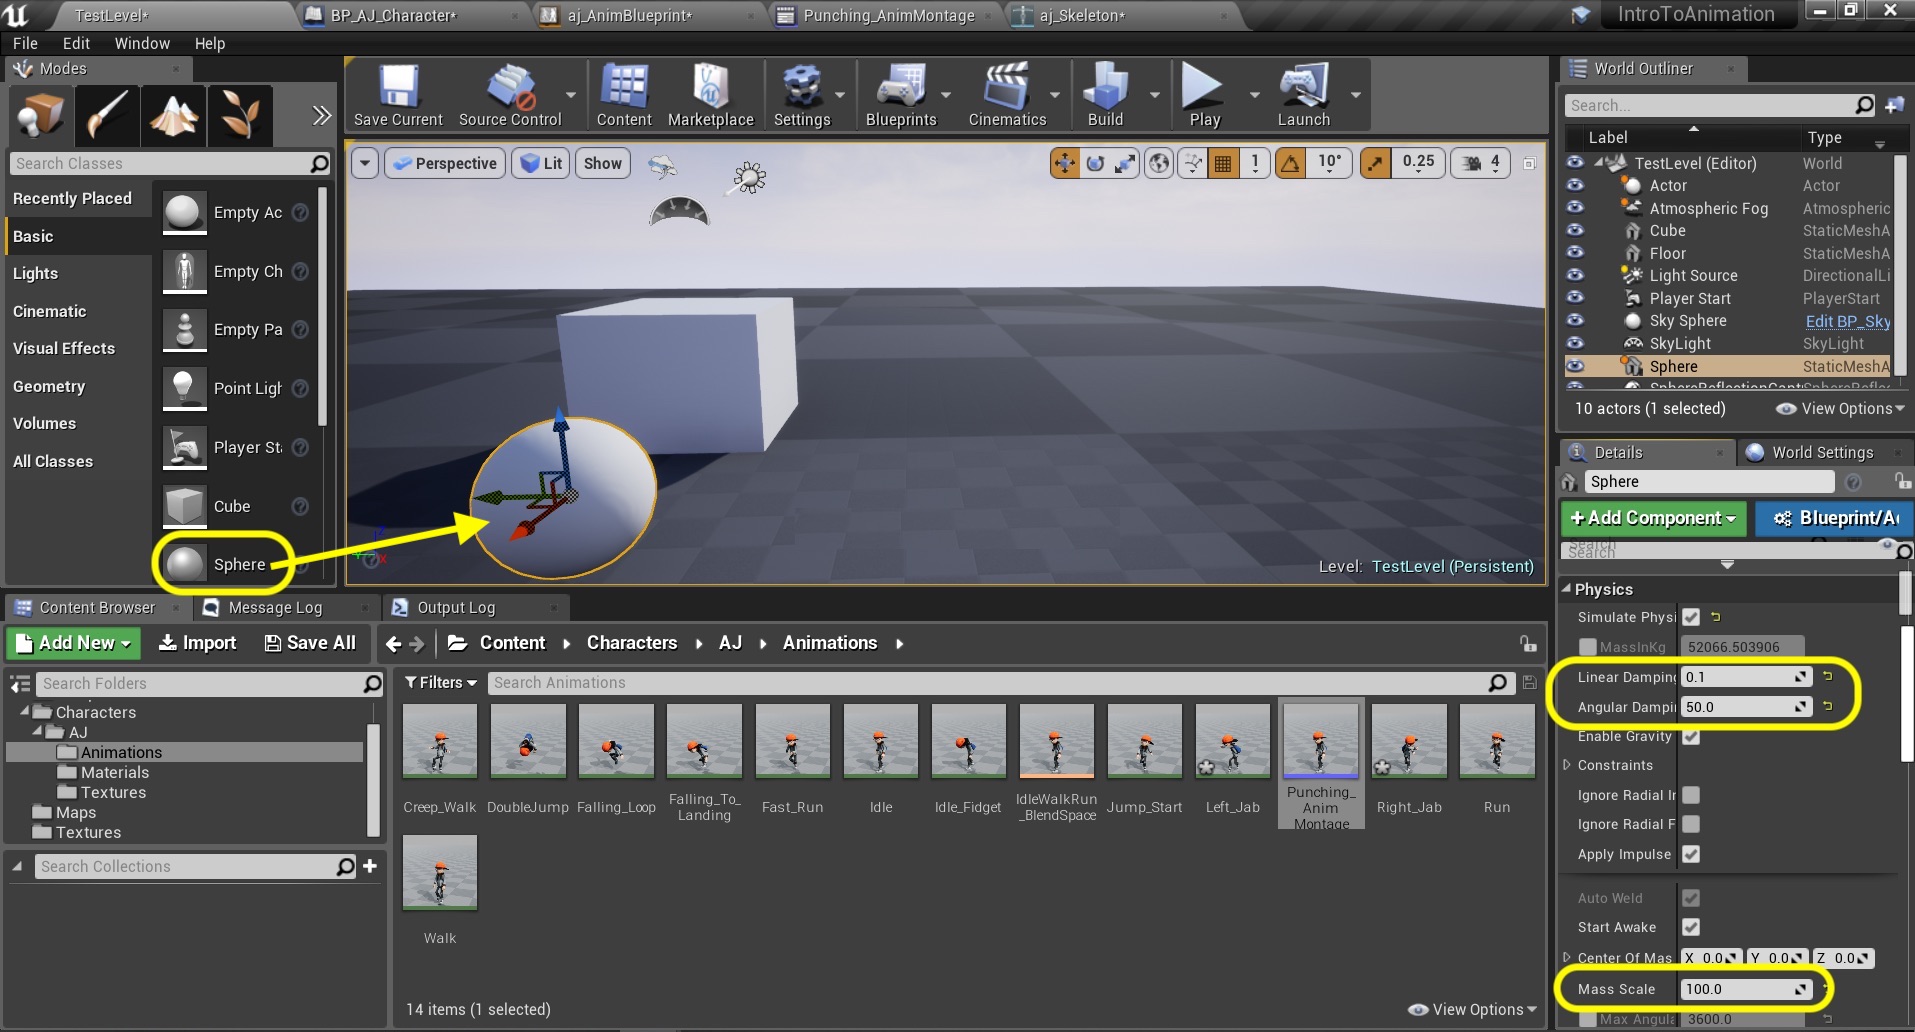 TestLevel*
BP_AJ_Character*
aj_AnimBlueprint*
Punching_AnimMontage
aj_Skeleton*
IntroToAnimation
File Edit Window Help
Modes
Search Classes
Recently Placed
Basic
Lights
Cinematic
Visual Effects
Geometry
Volumes
All Classes
Empty Ac
Empty Ch
Empty Pa
Point Ligh
Player St
Cube
Sphere
Save Current
Source Control
Content
Marketplace
Settings
Blueprints
Cinematics
Build
Play
Launch
Perspective
Lit
Show
1
10°
0.25
4
Z
X
Level: TestLevel (Persistent)
World Outliner
Search...
Label Type
TestLevel (Editor) World
Actor Actor
Atmospheric Fog Atmospheric
Cube StaticMeshA
Floor StaticMeshA
Light Source DirectionalLi
Player Start PlayerStart
Sky Sphere Edit BP_Sky
SkyLight SkyLight
Sphere StaticMeshA
10 actors (1 selected)
View Options
Details
World Settings
Sphere
+Add Component
Blueprint/A
Search
Search
Physics
Simulate Physi
MassInKg 52066.503906
Linear Damping 0.1
Angular Dampi 50.0
Enable Gravity
Constraints
Ignore Radial I
Ignore Radial F
Apply Impulse
Auto Weld
Start Awake
Center Of Mas X 0.0 Y 0.0 Z 0.0
Mass Scale 100.0
Max Angula 3600.0
Content Browser
Message Log
Output Log
Add New
Import
Save All
Content
Characters
AJ
Animations
Search Folders
Characters
AJ
Animations
Materials
Textures
Maps
Textures
Search Collections
Filters
Search Animations
Creep_Walk
DoubleJump
Falling_Loop
Falling_To_
Landing
Fast_Run
Idle
Idle_Fidget
IdleWalkRun
_BlendSpace
Jump_Start
Left_Jab
Punching_
Anim
Montage
Right_Jab
Run
Walk
14 items (1 selected)
View Options